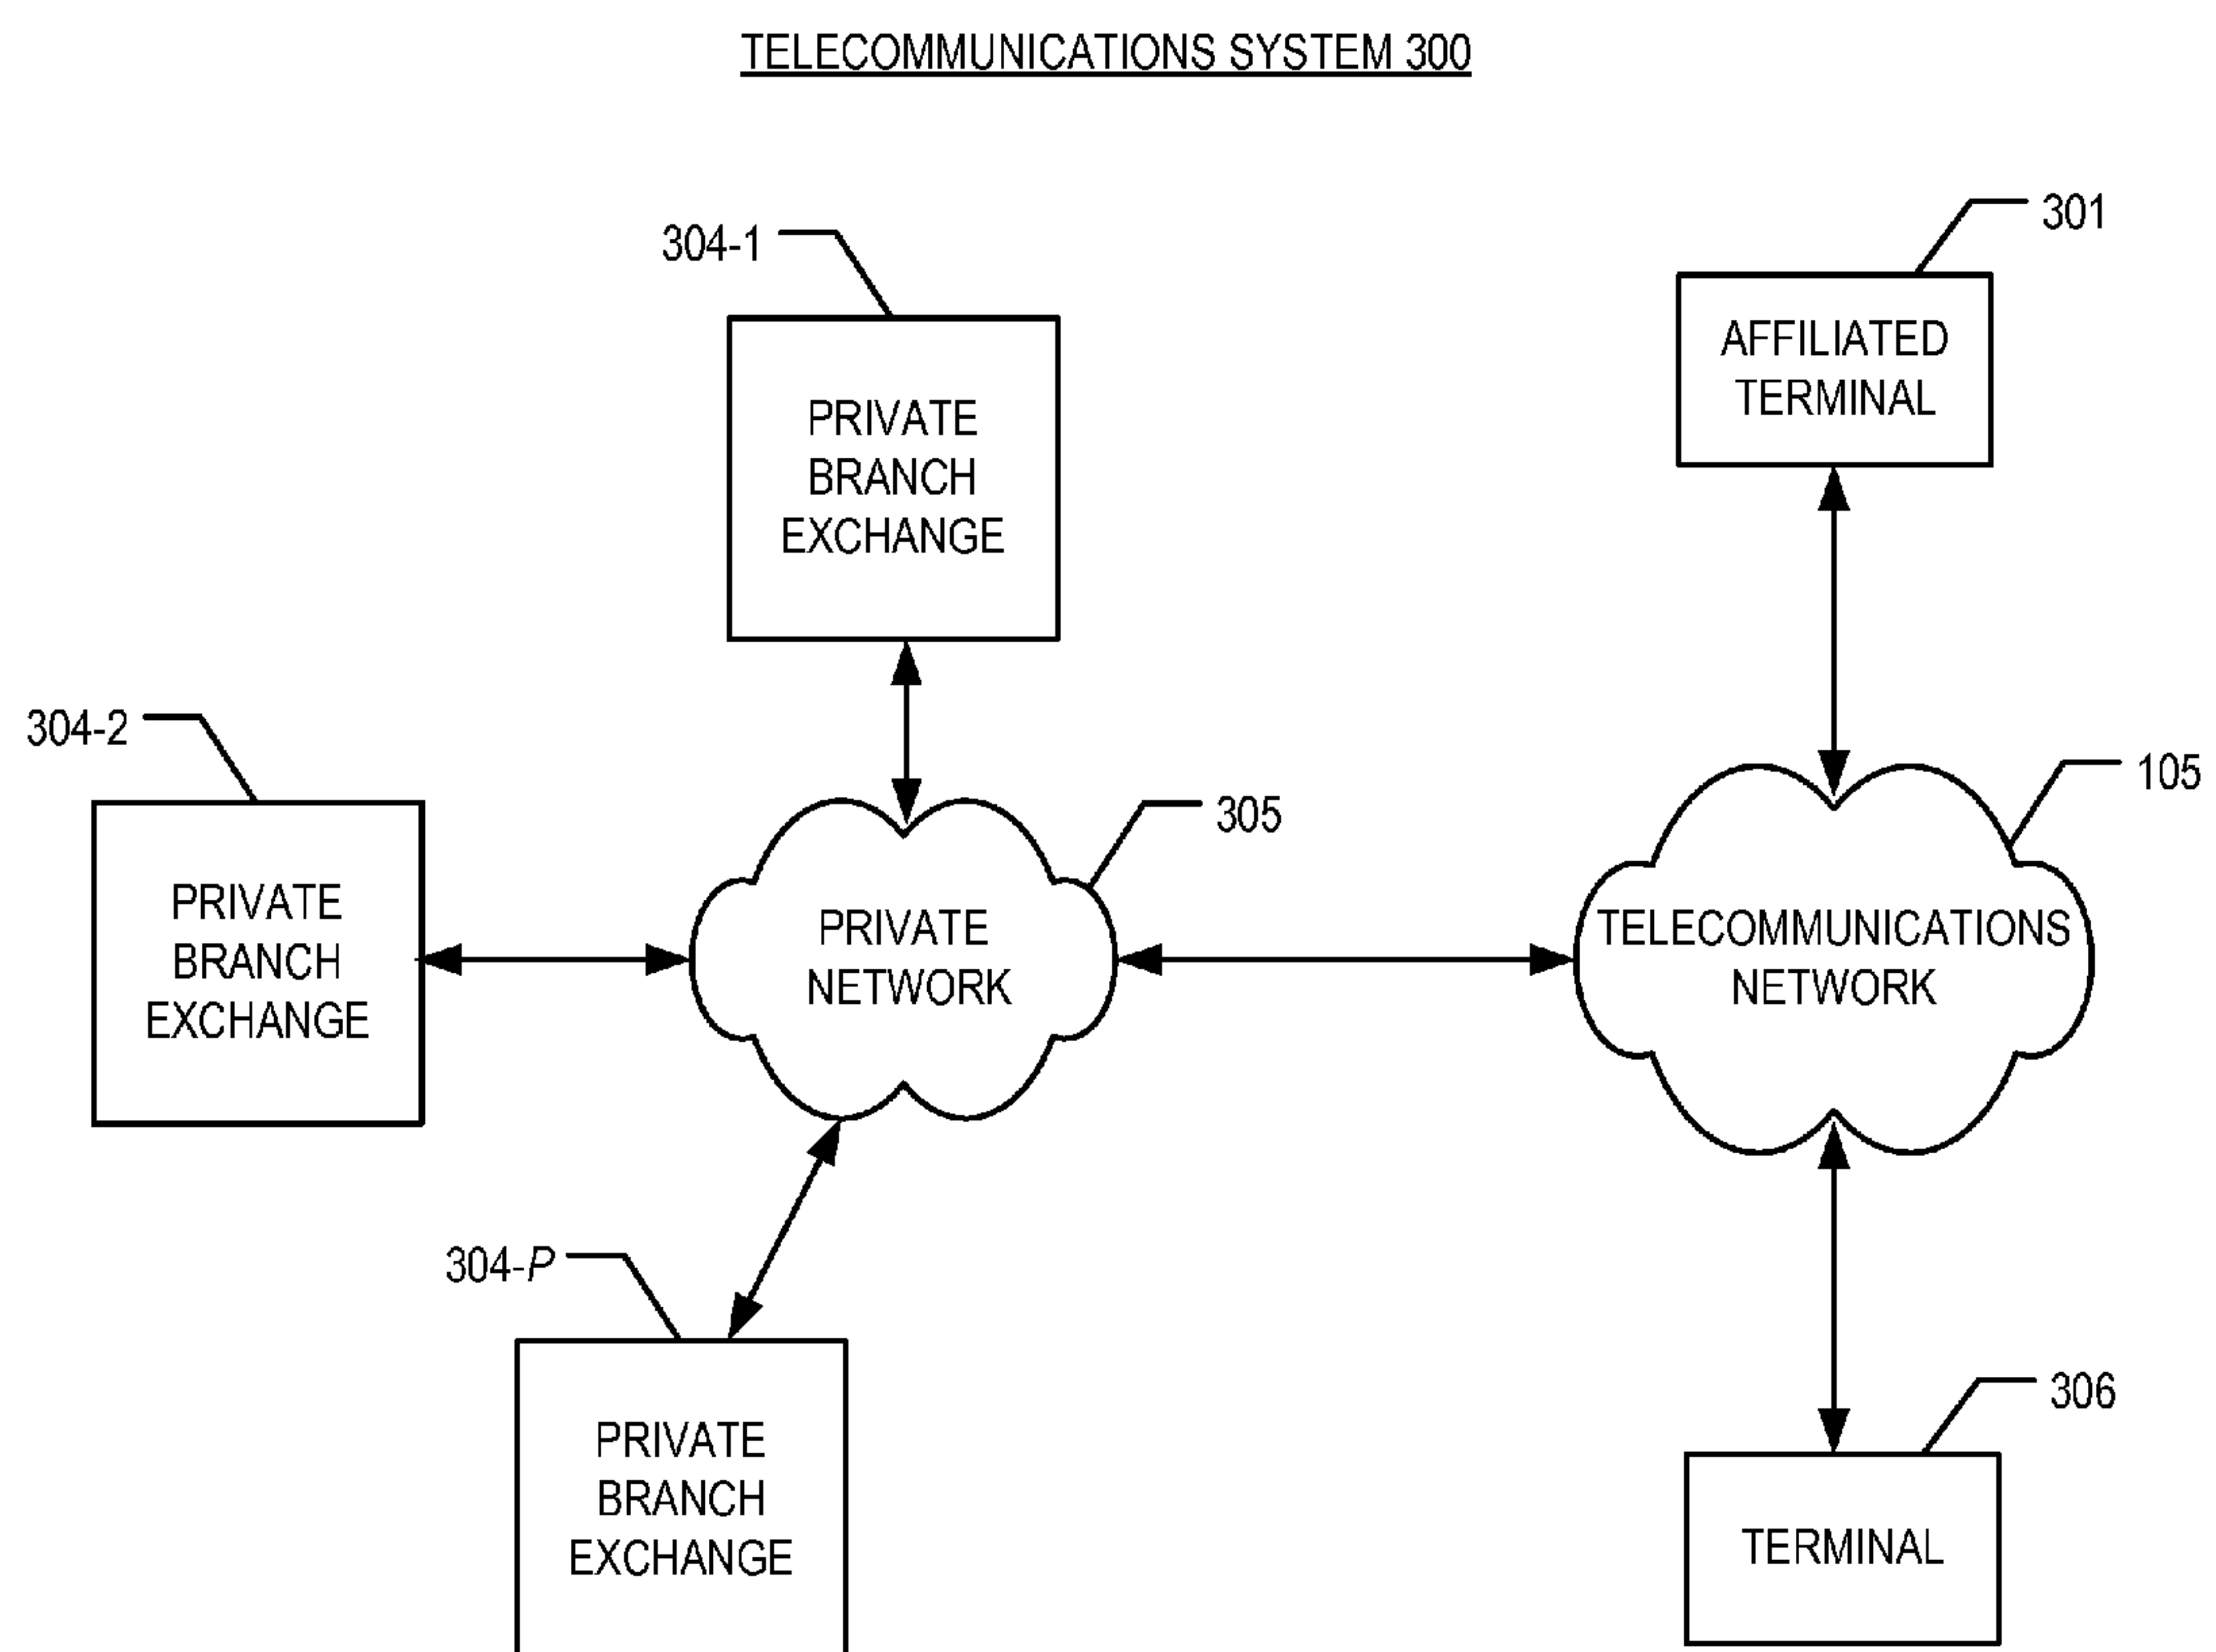 TELECOMMUNICATIONS SYSTEM 300
304-1
301
AFFILIATED
TERMINAL
PRIVATE
BRANCH
EXCHANGE
304-2
105
305
PRIVATE
BRANCH
EXCHANGE
PRIVATE
NETWORK
TELECOMMUNICATIONS
NETWORK
304-P
306
PRIVATE
BRANCH
EXCHANGE
TERMINAL